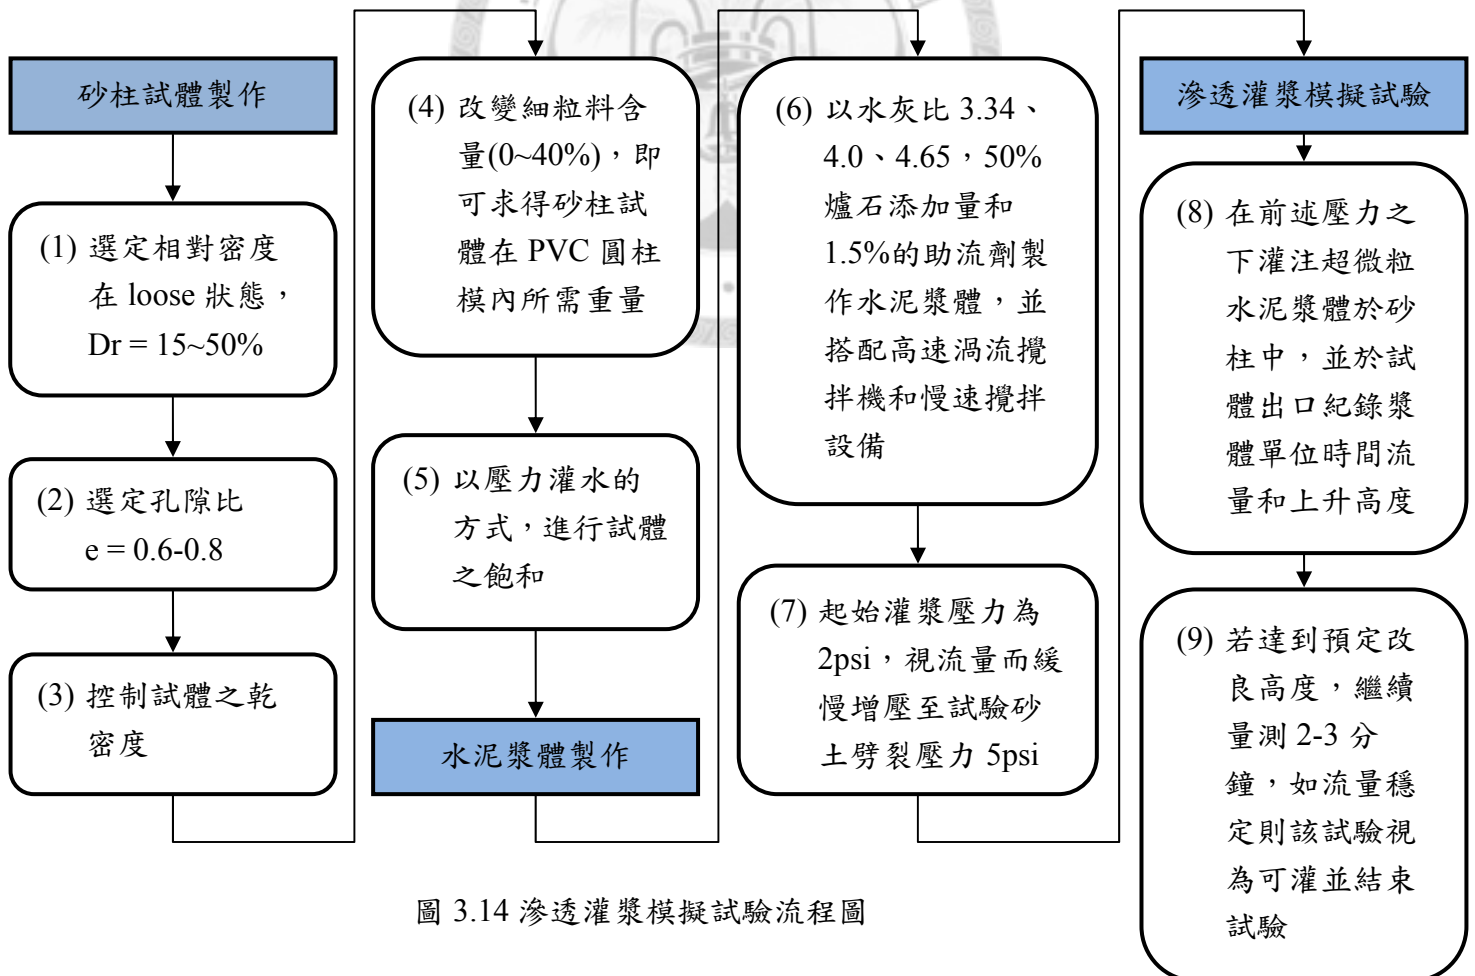 砂柱試體製作
(1) 選定相對密度
在 loose 狀態，
Dr = 15~50%
(2) 選定孔隙比
e = 0.6-0.8
(3) 控制試體之乾
密度
(4) 改變細粒料含
量(0~40%)，即
可求得砂柱試
體在 PVC 圓柱
模內所需重量
(5) 以壓力灌水的
方式，進行試體
之飽和
水泥漿體製作
(6) 以水灰比 3.34、
4.0、4.65，50%
爐石添加量和
1.5%的助流劑製
作水泥漿體，並
搭配高速渦流攪
拌機和慢速攪拌
設備
(7) 起始灌漿壓力為
2psi，視流量而緩
慢增壓至試驗砂
土劈裂壓力 5psi
滲透灌漿模擬試驗
(8) 在前述壓力之
下灌注超微粒
水泥漿體於砂
柱中，並於試
體出口紀錄漿
體單位時間流
量和上升高度
(9) 若達到預定改
良高度，繼續
量測 2-3 分
鐘，如流量穩
定則該試驗視
為可灌並結束
試驗
圖 3.14 滲透灌漿模擬試驗流程圖